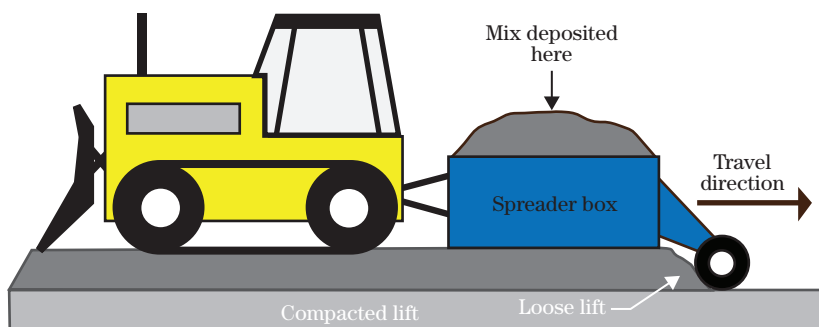 Mix deposited
here
Travel
direction
Spreader box
Loose lift
Compacted lift